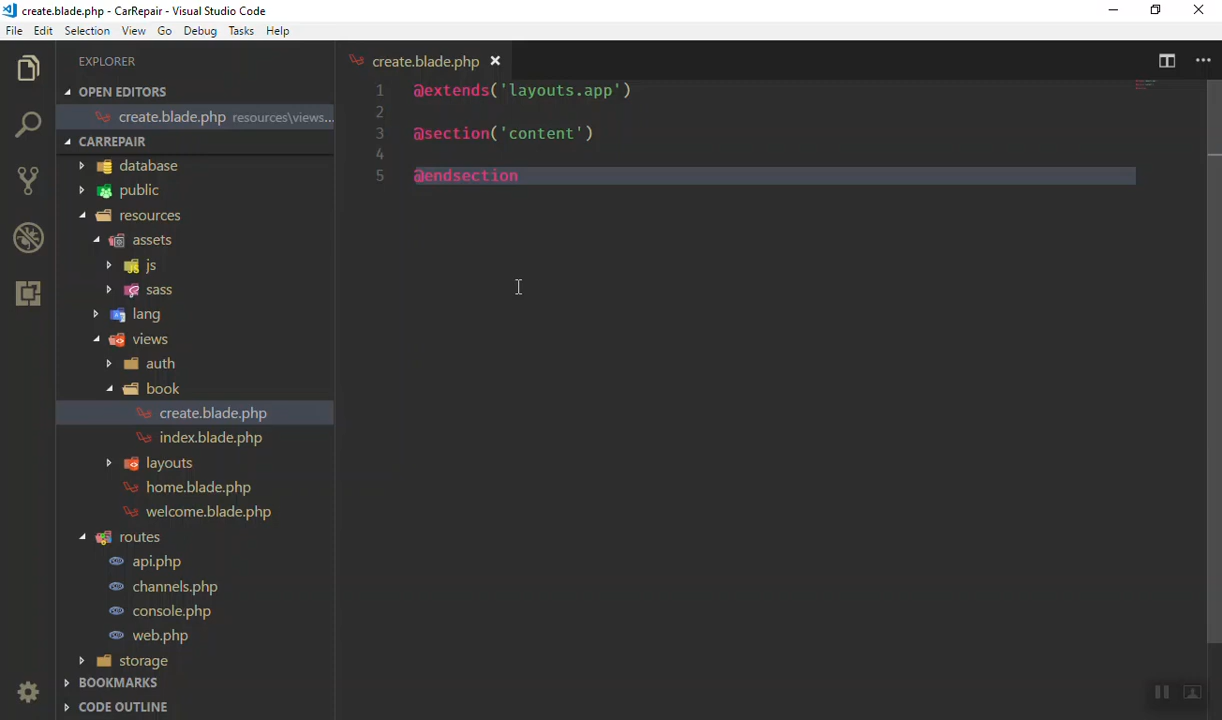 create.blade.php - CarRepair - Visual Studio Code
File Edit Selection View Go Debug Tasks Help
EXPLORER
OPEN EDITORS
create.blade.php resources\views...
CARREPAIR
database
public
resources
assets
js
sass
lang
views
auth
book
create.blade.php
index.blade.php
layouts
home.blade.php
welcome.blade.php
routes
api.php
channels.php
console.php
web.php
storage
BOOKMARKS
CODE OUTLINE
create.blade.php
1 @extends('layouts.app')
2
3 @section('content')
4
5 @endsection